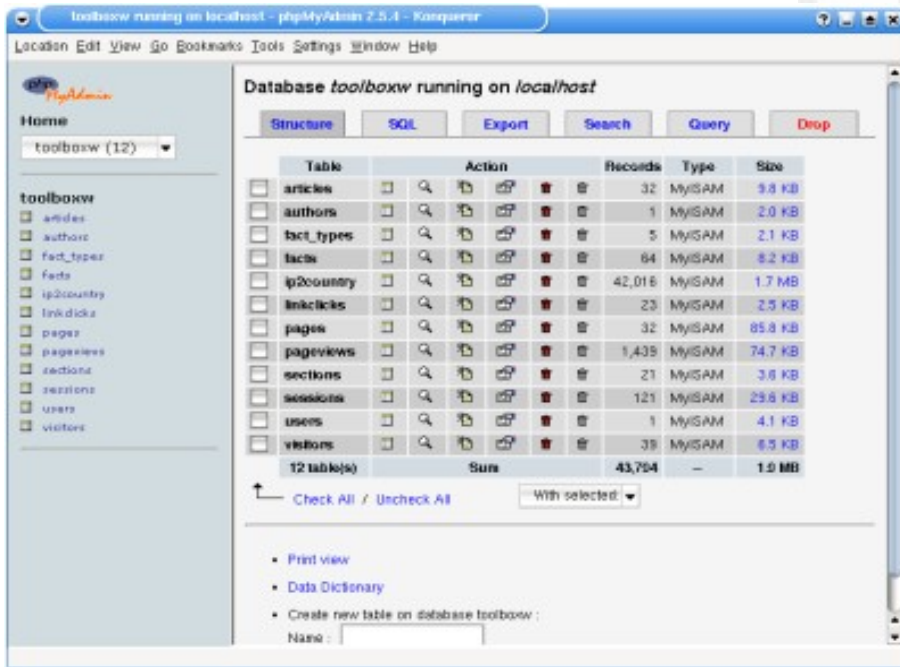 toolboxw running on localhost - phpMyAdmin 2.5.4 - Konqueror
Location Edit View Go Bookmarks Tools Settings Window Help
php
MyAdmin
Home
toolboxw (12)
toolboxw
articles
authors
fact_types
facts
ip2country
linkclicks
pages
pageviews
sections
sessions
users
visitors
Database toolboxw running on localhost
Structure SQL Export Search Query Drop
Table Action Records Type Size
articles 32 MyISAM 9.8 KB
authors 1 MyISAM 2.0 KB
fact_types 5 MyISAM 2.1 KB
facts 64 MyISAM 8.2 KB
ip2country 42,016 MyISAM 1.7 MB
linkclicks 23 MyISAM 2.5 KB
pages 32 MyISAM 85.8 KB
pageviews 1,439 MyISAM 74.7 KB
sections 21 MyISAM 3.6 KB
sessions 121 MyISAM 29.6 KB
users 1 MyISAM 4.1 KB
visitors 39 MyISAM 6.5 KB
12 table(s) Sum 43,794 – 1.9 MB
Check All / Uncheck All With selected:
Print view
Data Dictionary
Create new table on database toolboxw :
Name :